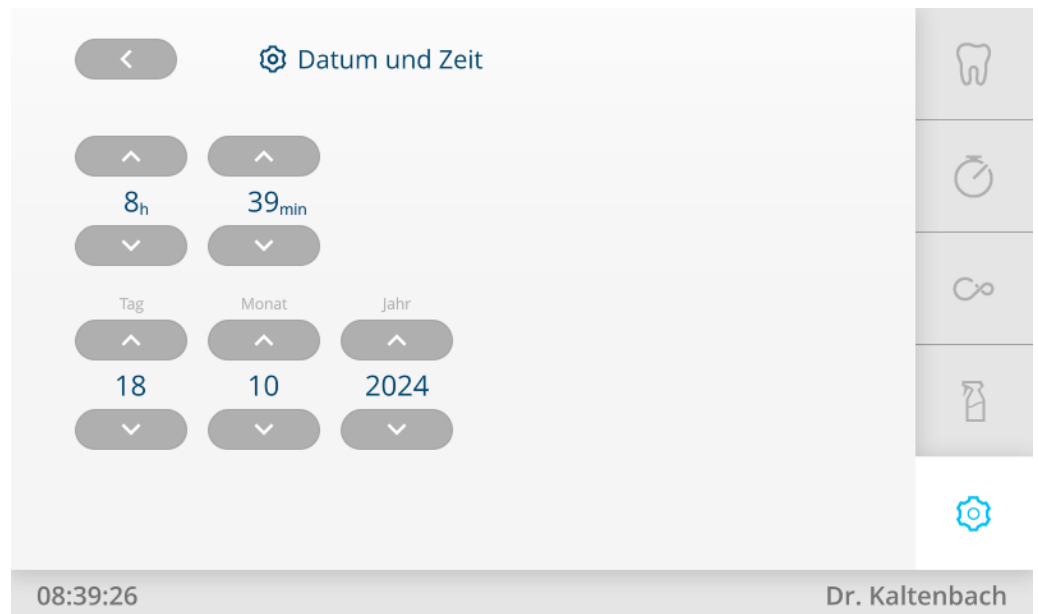 Datum und Zeit
8h 39min
Tag Monat Jahr
18 10 2024
08:39:26 Dr. Kaltenbach